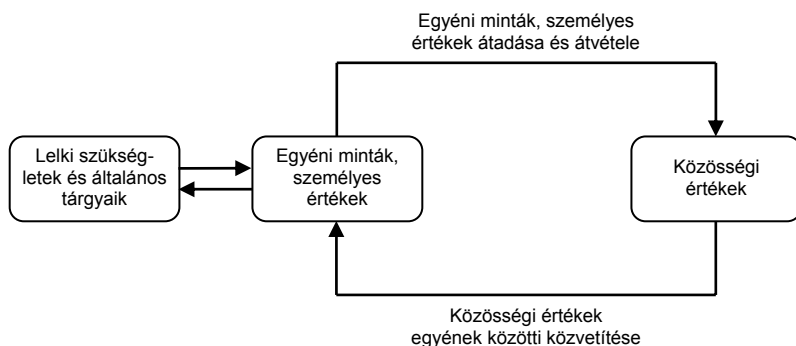 Egyéni minták, személyes
értékek átadása és átvétele
Lelki szükség-
letek és általános
tárgyaik
Egyéni minták,
személyes
értékek
Közösségi
értékek
Közösségi értékek
egyének közötti közvetítése